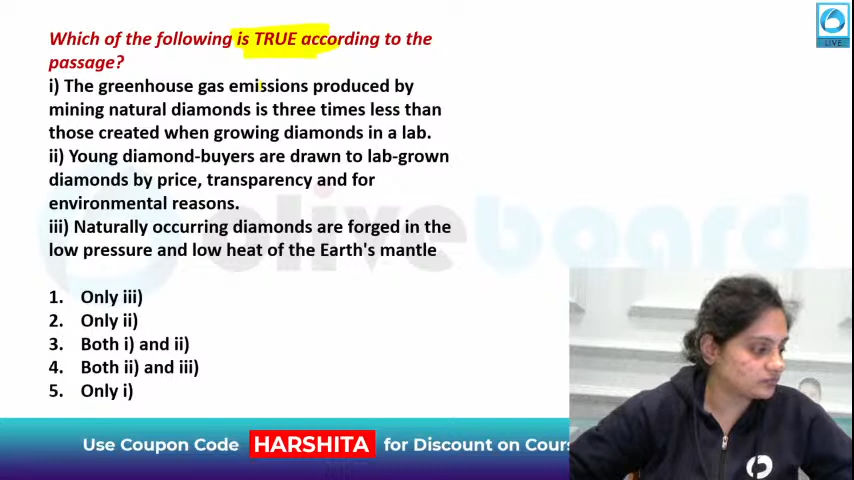 Which of the following is TRUE according to the
passage?
i) The greenhouse gas emissions produced by
mining natural diamonds is three times less than
those created when growing diamonds in a lab.
ii) Young diamond-buyers are drawn to lab-grown
diamonds by price, transparency and for
environmental reasons.
iii) Naturally occurring diamonds are forged in the
low pressure and low heat of the Earth's mantle
oliveboard
1. Only iii)
2. Only ii)
3. Both i) and ii)
4. Both ii) and iii)
5. Only i)
Use Coupon Code HARSHITA for Discount on Cours
LIVE